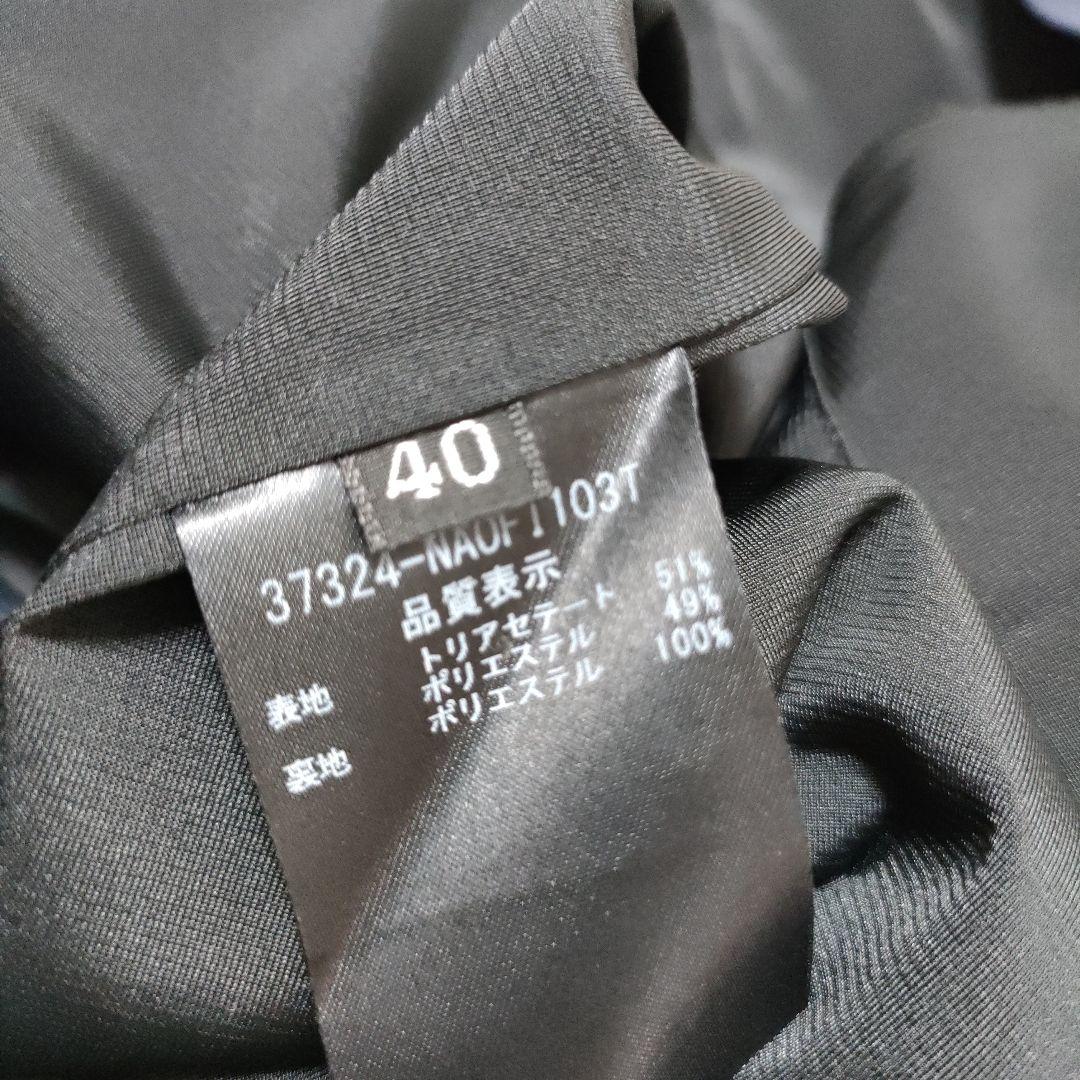 40
37324-NAOFI103T
品質表示
表地 トリアセテート 51%
ポリエステル 49%
裏地 ポリエステル 100%